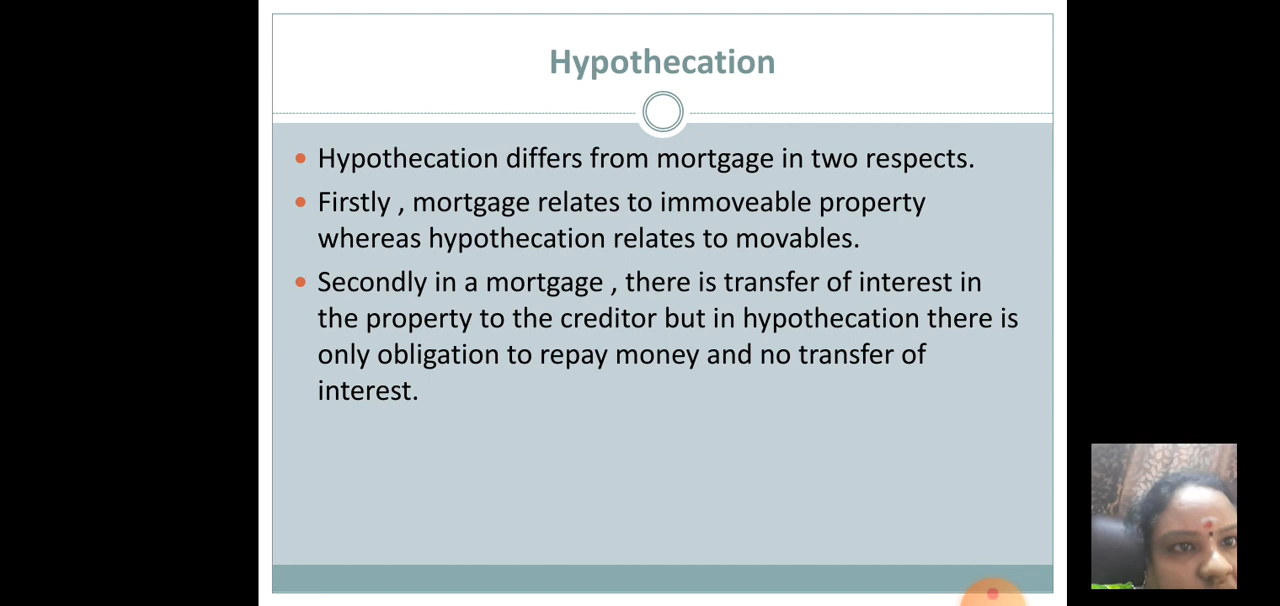 Hypothecation
Hypothecation differs from mortgage in two respects.
Firstly , mortgage relates to immoveable property
whereas hypothecation relates to movables.
Secondly in a mortgage , there is transfer of interest in
the property to the creditor but in hypothecation there is
only obligation to repay money and no transfer of
interest.